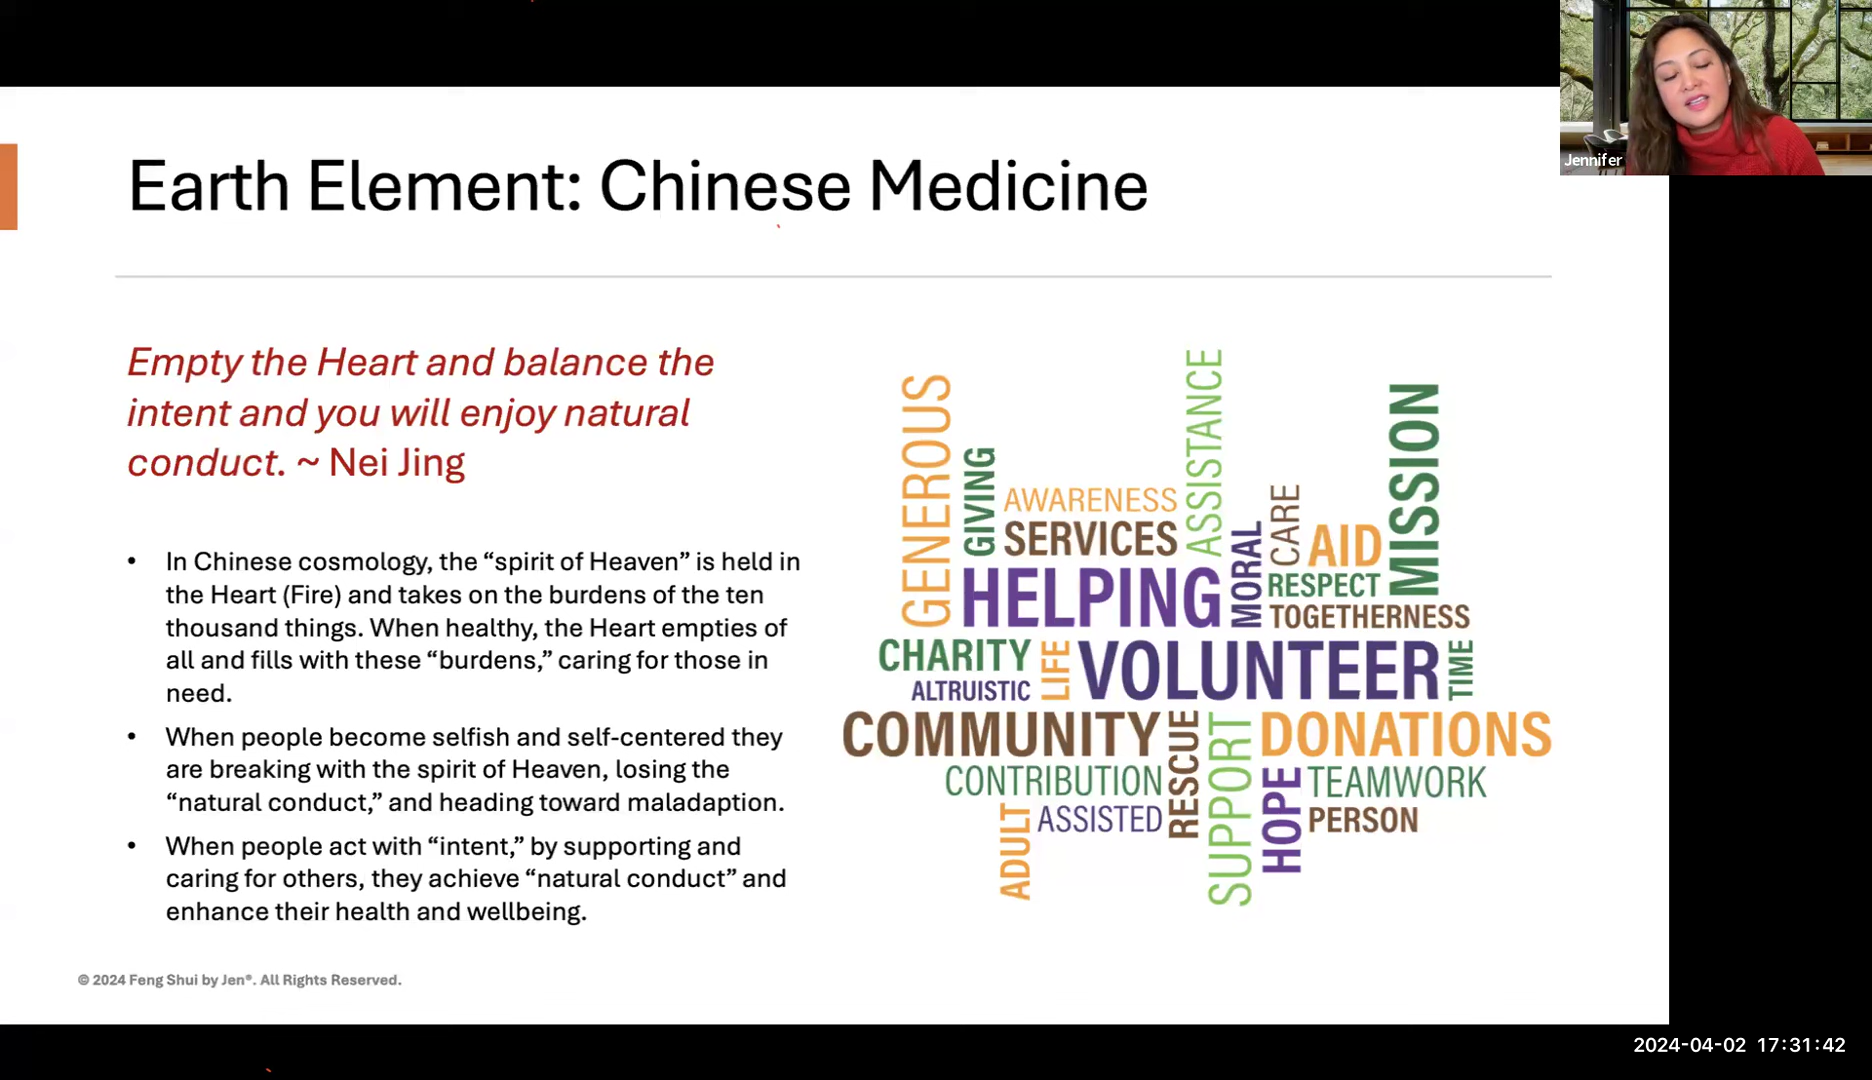 Jennifer
Earth Element: Chinese Medicine
Empty the Heart and balance the
intent and you will enjoy natural
conduct. ~ Nei Jing
• In Chinese cosmology, the “spirit of Heaven” is held in
the Heart (Fire) and takes on the burdens of the ten
thousand things. When healthy, the Heart empties of
all and fills with these “burdens,” caring for those in
need.
• When people become selfish and self-centered they
are breaking with the spirit of Heaven, losing the
“natural conduct,” and heading toward maladaption.
• When people act with “intent,” by supporting and
caring for others, they achieve “natural conduct” and
enhance their health and wellbeing.
GENEROUS
GIVING
AWARENESS
SERVICES
ASSISTANCE
HELPING
MORAL
CARE
AID
MISSION
RESPECT
TOGETHERNESS
CHARITY
ALTRUISTIC
LIFE
VOLUNTEER
TIME
COMMUNITY
RESCUE
SUPPORT
DONATIONS
CONTRIBUTION
HOPE
TEAMWORK
ADULT
ASSISTED
PERSON
© 2024 Feng Shui by Jen®. All Rights Reserved.
2024-04-02 17:31:42